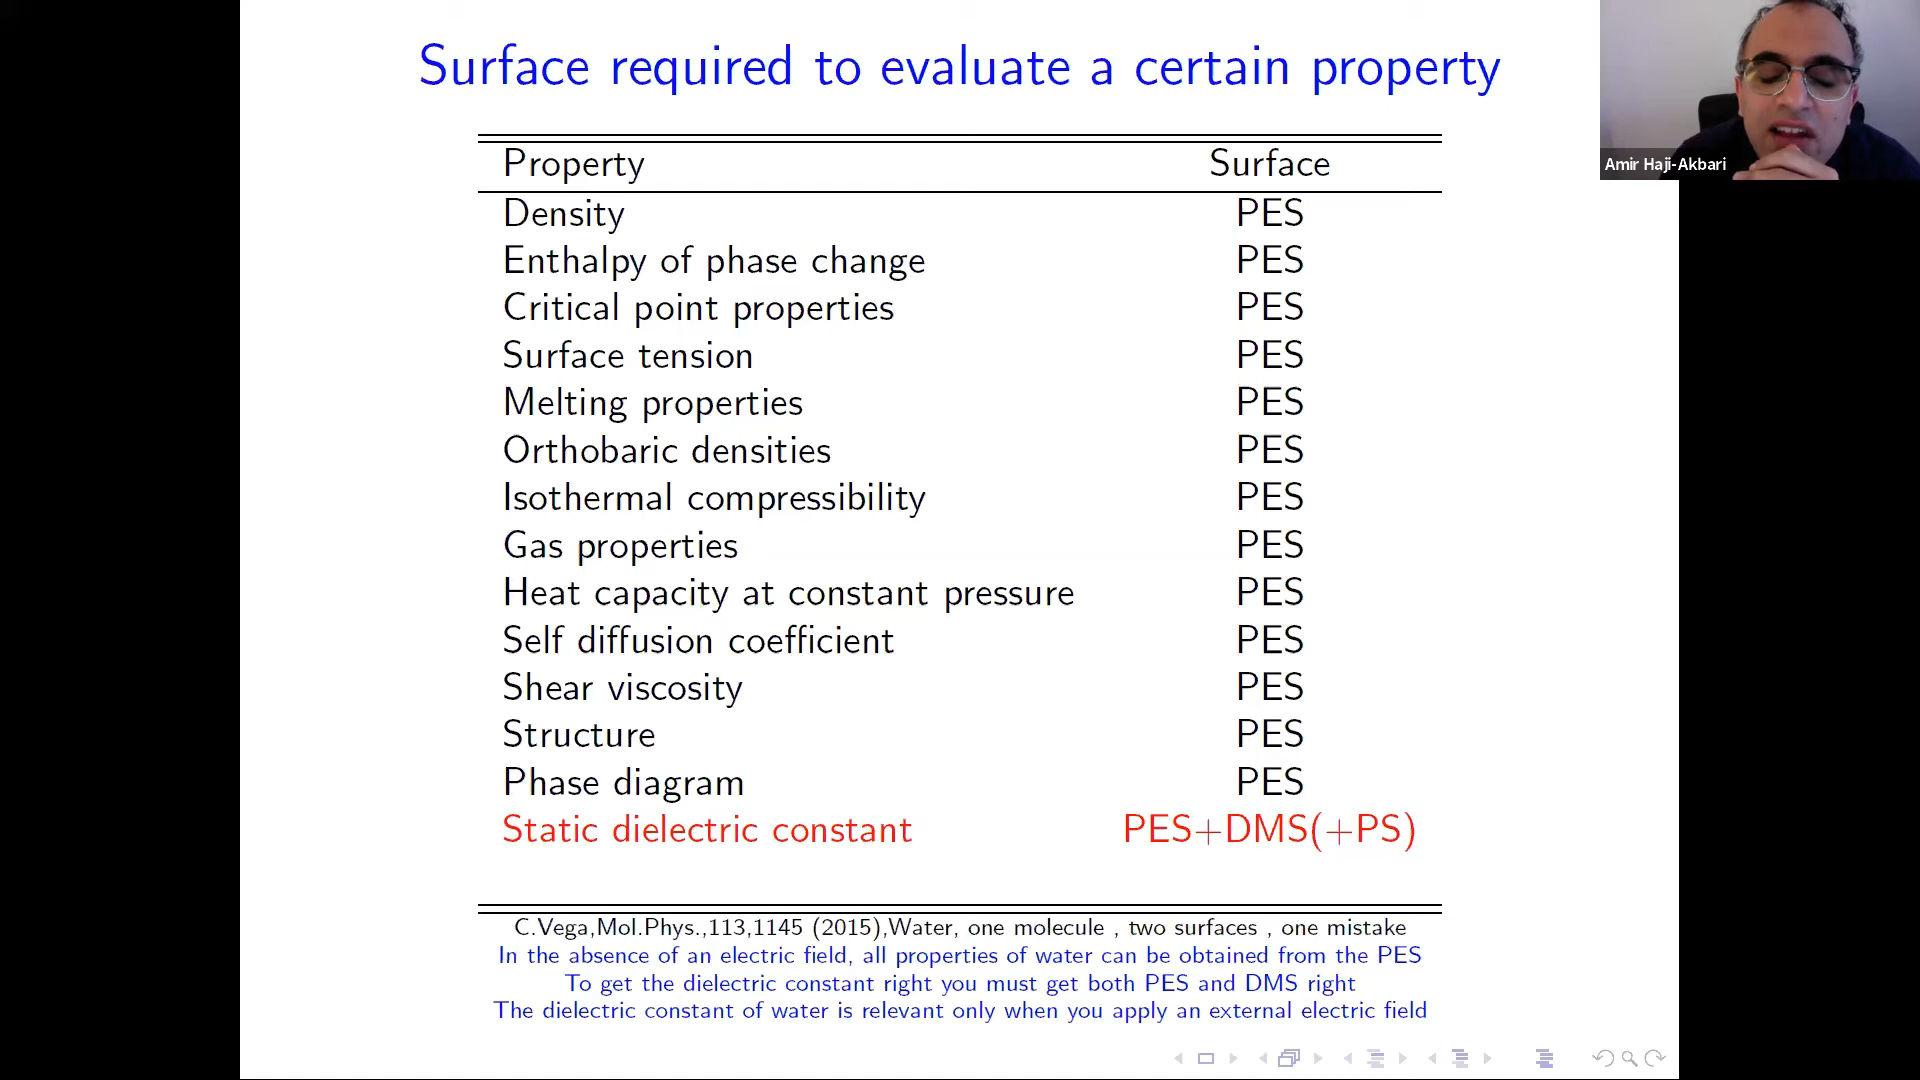 Surface required to evaluate a certain property
Amir Haji-Akbari
Property Surface
Density PES
Enthalpy of phase change PES
Critical point properties PES
Surface tension PES
Melting properties PES
Orthobaric densities PES
Isothermal compressibility PES
Gas properties PES
Heat capacity at constant pressure PES
Self diffusion coefficient PES
Shear viscosity PES
Structure PES
Phase diagram PES
Static dielectric constant PES+DMS(+PS)
C.Vega,Mol.Phys.,113,1145 (2015),Water, one molecule , two surfaces , one mistake
In the absence of an electric field, all properties of water can be obtained from the PES
To get the dielectric constant right you must get both PES and DMS right
The dielectric constant of water is relevant only when you apply an external electric field